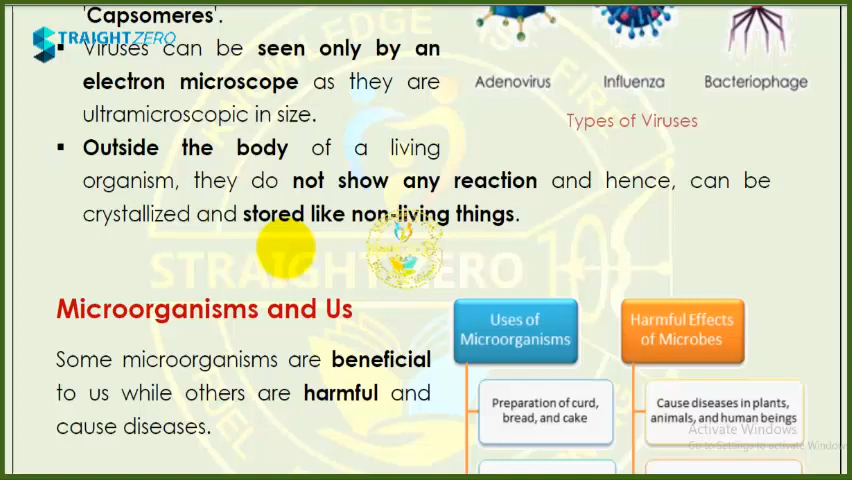 'Capsomeres'.
STRAIGHTZERO
Viruses can be seen only by an
electron microscope as they are
ultramicroscopic in size.
Outside the body of a living
organism, they do not show any reaction and hence, can be
crystallized and stored like non-living things.
Adenovirus
Influenza
Bacteriophage
Types of Viruses
STRAIGHT ZERO
Microorganisms and Us
Some microorganisms are beneficial
to us while others are harmful and
cause diseases.
Uses of
Microorganisms
Preparation of curd,
bread, and cake
Harmful Effects
of Microbes
Cause diseases in plants,
animals, and human beings
Activate Windows
Go to Settings to activate Window